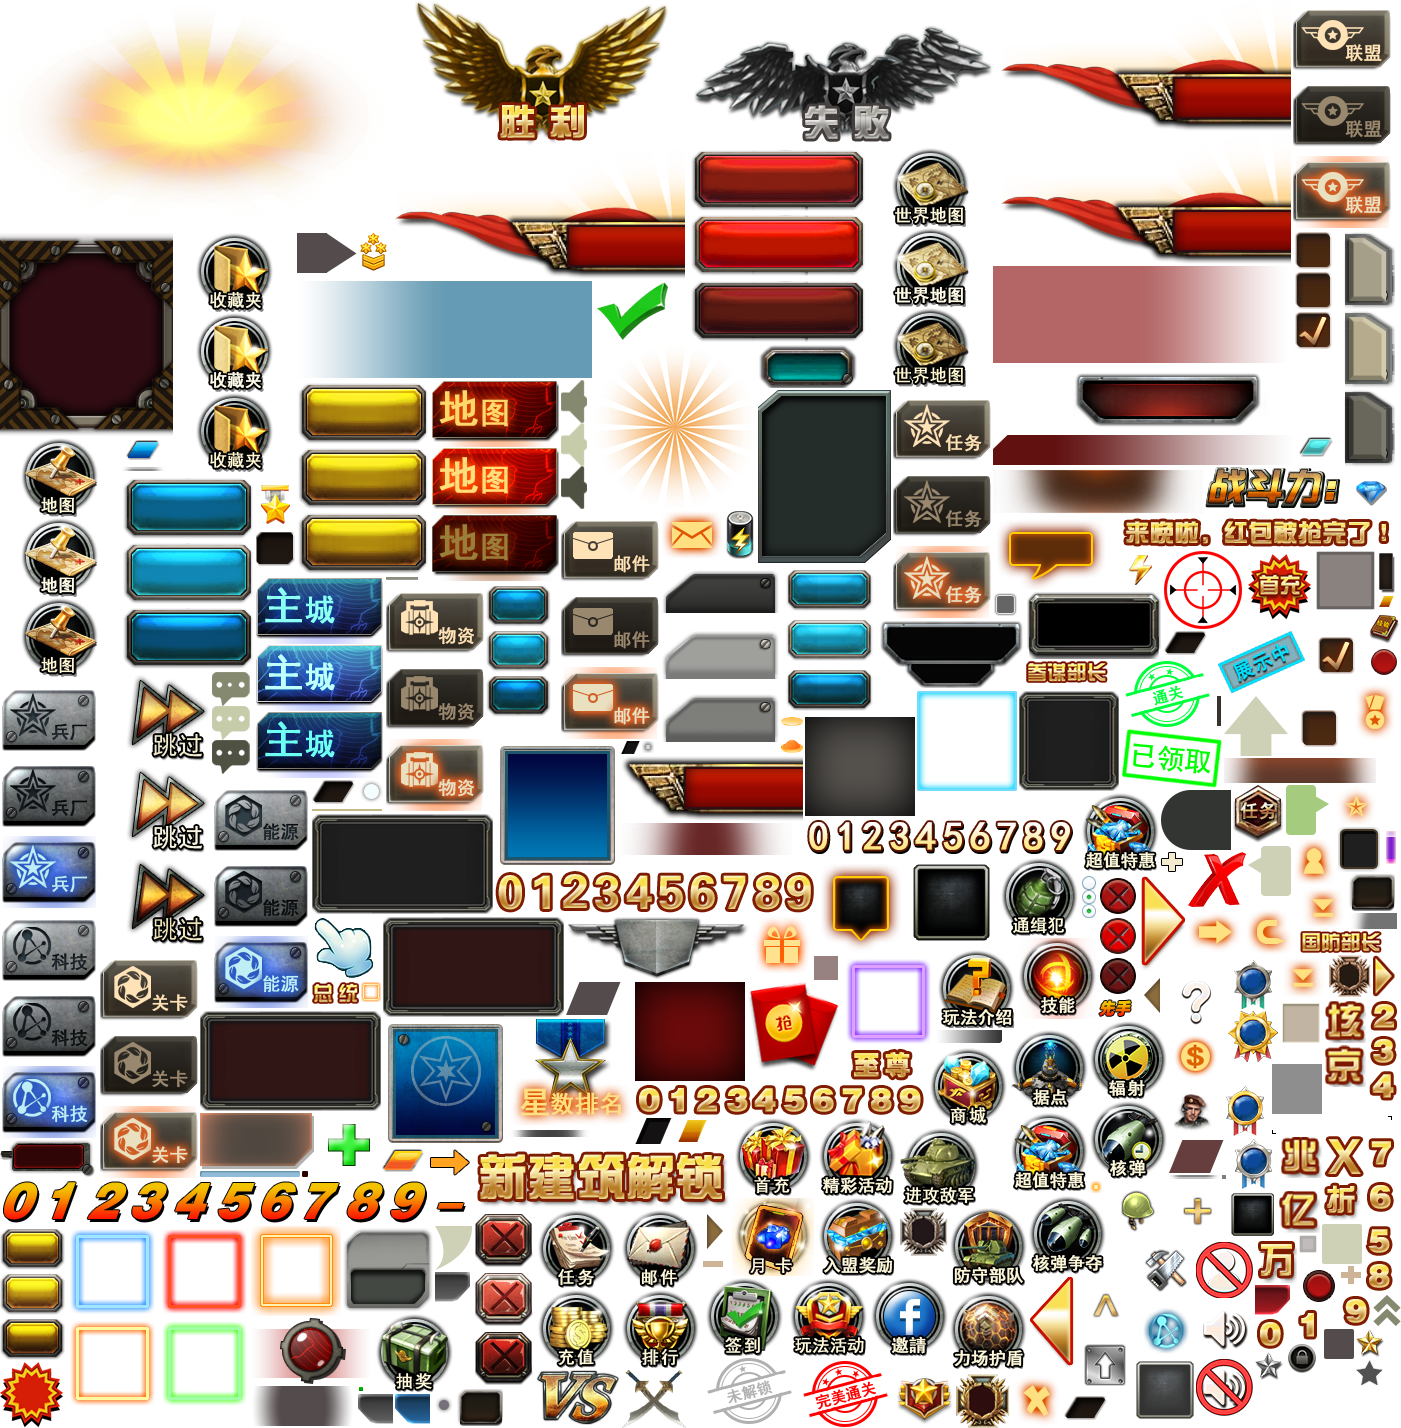 胜利
失败
联盟
联盟
联盟
世界地图
世界地图
世界地图
收藏夹
收藏夹
收藏夹
地图
地图
地图
任务
任务
任务
战斗力:
来晚啦，红包被抢完了！
首充
地图
地图
地图
邮件
邮件
邮件
主城
主城
主城
物资
物资
物资
参谋部长
通关
展示中
已领取
兵厂
兵厂
兵厂
跳过
跳过
跳过
能源
能源
能源
0123456789
0123456789
超值特惠
任务
通缉犯
国防部长
科技
科技
科技
关卡
关卡
关卡
总统
抢
玩法介绍
技能
先手
至尊
商城
据点
辐射
核弹
超值特惠
星数排名
0123456789
垓
京
2
3
4
兆
X
7
亿
折
6
万
5
8
9
1
0
0123456789-
新建筑解锁
首充
精彩活动
进攻敌军
任务
邮件
月卡
入盟奖励
防守部队
核弹争夺
充值
排行
签到
玩法活动
邀請
力场护盾
抽奖
VS
未解锁
完美通关